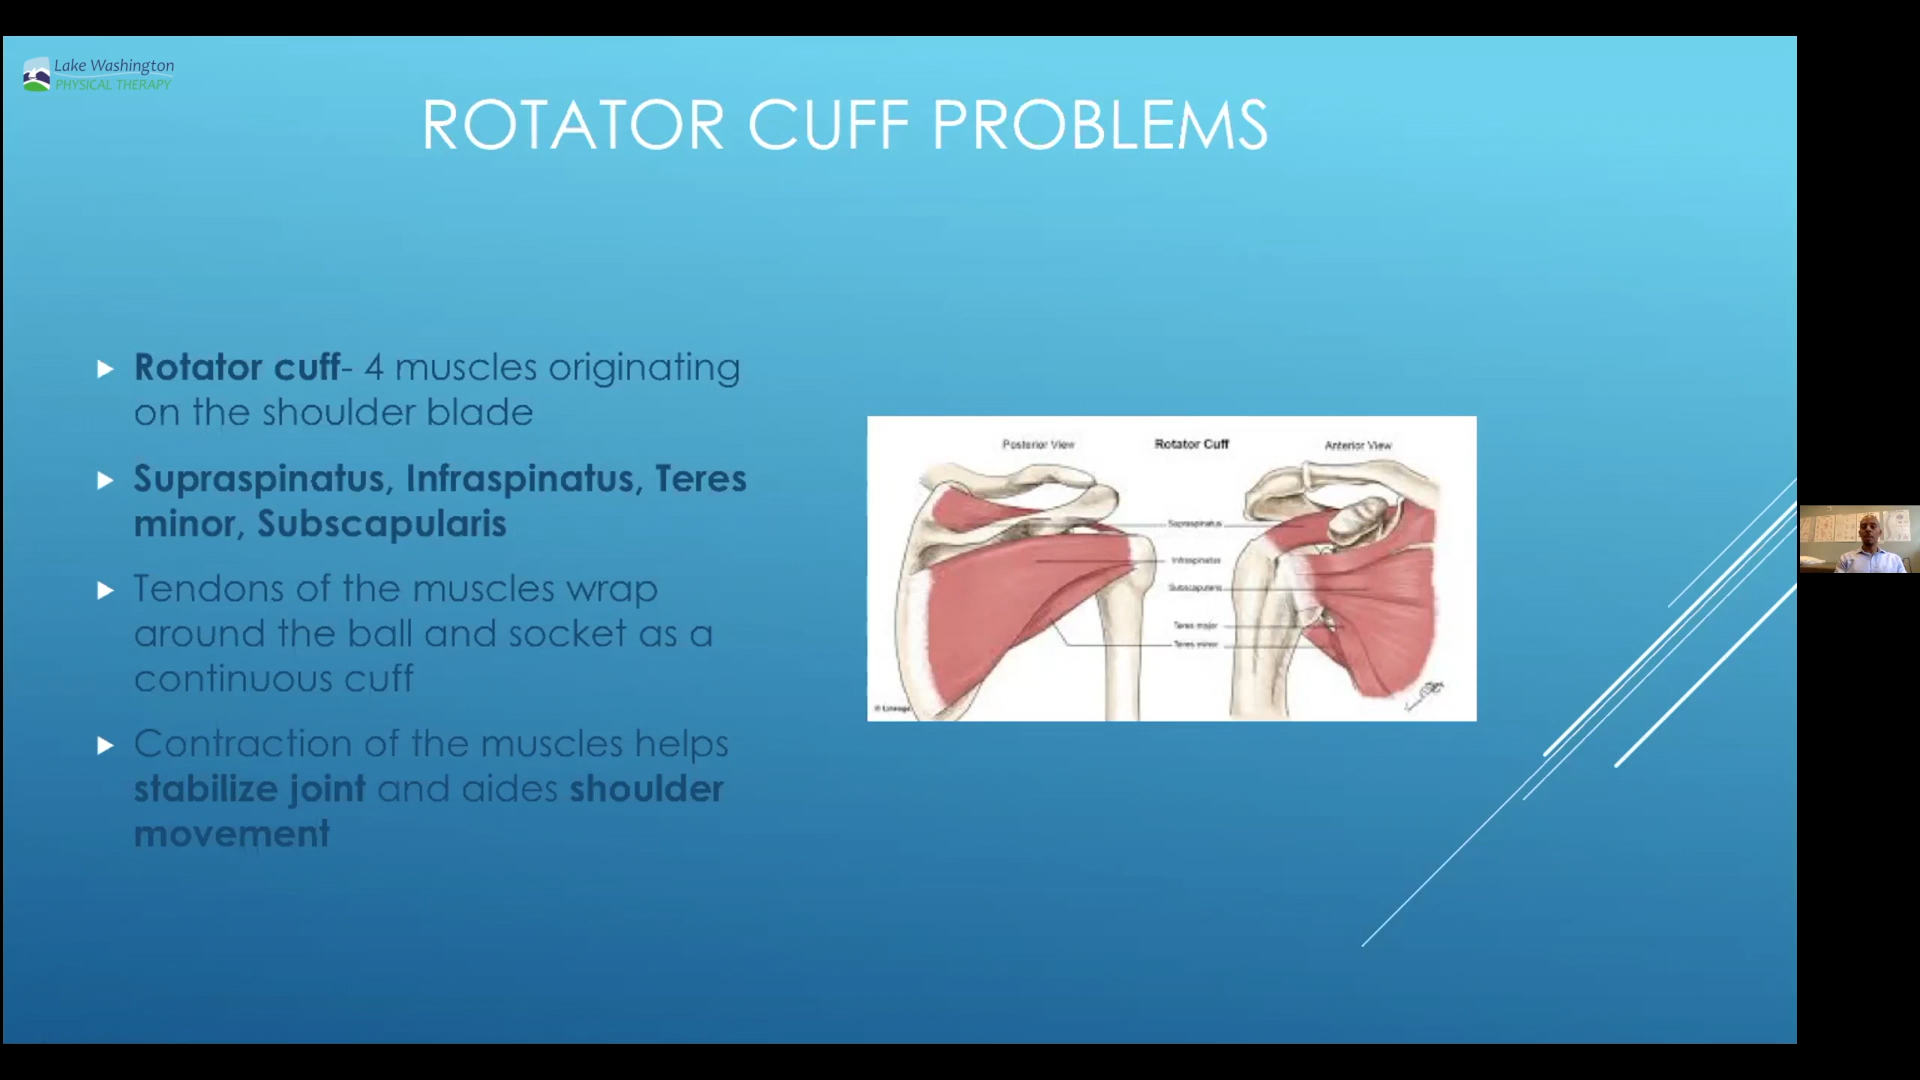 Lake Washington
PHYSICAL THERAPY
ROTATOR CUFF PROBLEMS
Rotator cuff- 4 muscles originating
on the shoulder blade
Supraspinatus, Infraspinatus, Teres
minor, Subscapularis
Tendons of the muscles wrap
around the ball and socket as a
continuous cuff
Contraction of the muscles helps
stabilize joint and aides shoulder
movement
Posterior View
Rotator Cuff
Anterior View
Supraspinatus
Infraspinatus
Subscapularis
Teres major
Teres minor
© Lineage